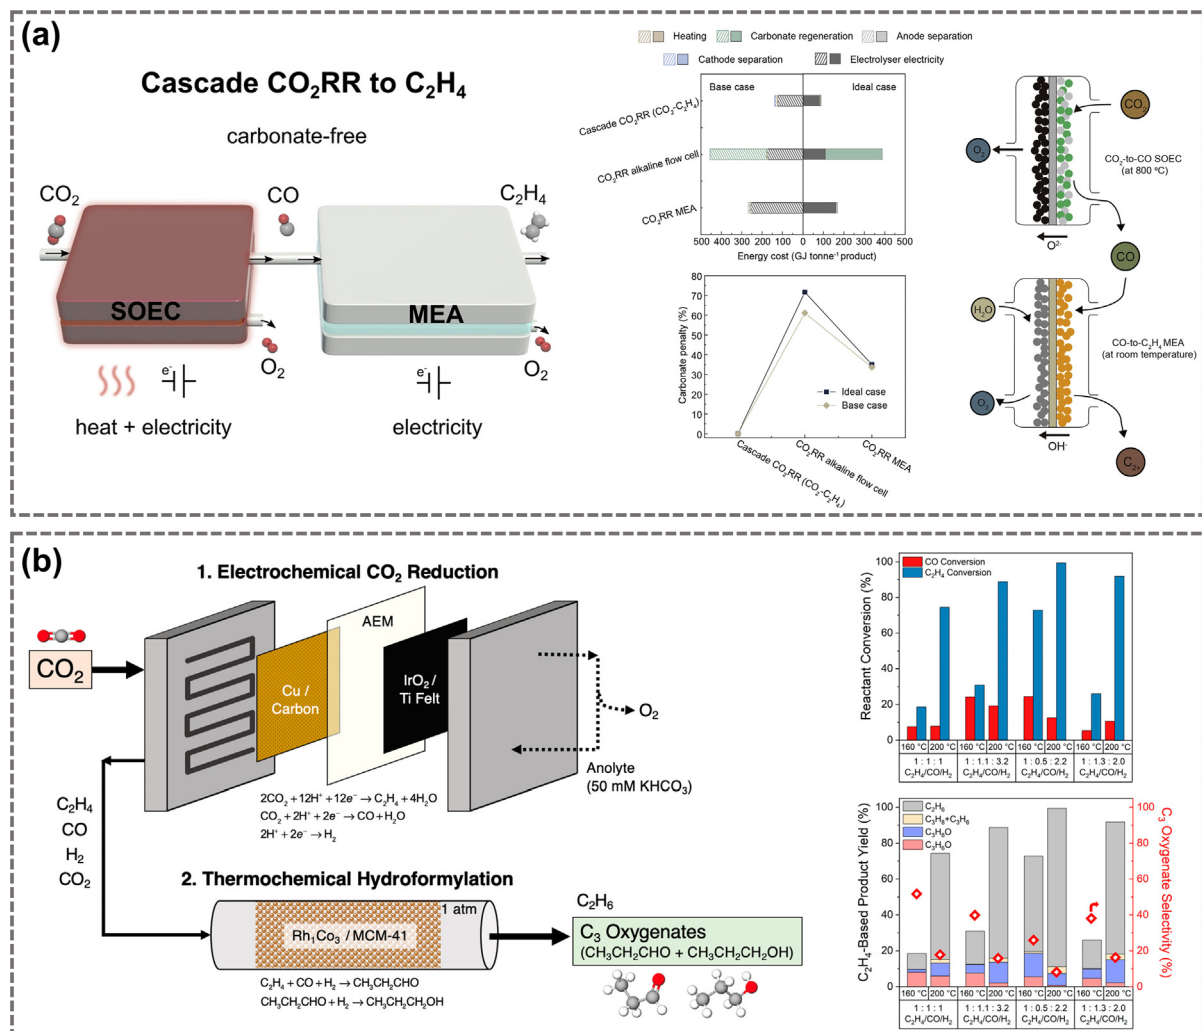 (a)
Cascade CO₂RR to C₂H₄
carbonate-free
CO₂
CO
C₂H₄
SOEC
MEA
O₂
O₂
e⁻
e⁻
heat + electricity
electricity
Heating
Carbonate regeneration
Anode separation
Cathode separation
Electrolyser electricity
Base case
Ideal case
Cascade CO₂RR (CO₂-C₂H₄)
CO₂RR alkaline flow cell
CO₂RR MEA
500 400 300 200 100 0 100 200 300 400 500
Energy cost (GJ tonne⁻¹ product)
Carbonate penalty (%)
80
70
60
50
40
30
20
10
0
Ideal case
Base case
Cascade CO₂RR (CO₂-C₂H₄)
CO₂RR alkaline flow cell
CO₂RR MEA
CO₂
O₂
CO₂-to-CO SOEC
(at 800 ºC)
O²⁻
CO
H₂O
CO-to-C₂H₄ MEA
(at room temperature)
O₂
OH⁻
C₂₊
(b)
1. Electrochemical CO₂ Reduction
CO₂
AEM
Cu /
Carbon
IrO₂ /
Ti Felt
O₂
Anolyte
(50 mM KHCO₃)
2CO₂ + 12H⁺ + 12e⁻ → C₂H₄ + 4H₂O
CO₂ + 2H⁺ + 2e⁻ → CO + H₂O
2H⁺ + 2e⁻ → H₂
C₂H₄
CO
H₂
CO₂
2. Thermochemical Hydroformylation
1 atm
Rh₁Co₃ / MCM-41
C₂H₄ + CO + H₂ → CH₃CH₂CHO
CH₃CH₂CHO + H₂ → CH₃CH₂CH₂OH
C₂H₆
C₃ Oxygenates
(CH₃CH₂CHO + CH₃CH₂CH₂OH)
Reactant Conversion (%)
100
80
60
40
20
0
CO Conversion
C₂H₄ Conversion
160 °C 200 °C 160 °C 200 °C 160 °C 200 °C 160 °C 200 °C
1 : 1 : 1 1 : 1.1 : 3.2 1 : 0.5 : 2.2 1 : 1.3 : 2.0
C₂H₄/CO/H₂ C₂H₄/CO/H₂ C₂H₄/CO/H₂ C₂H₄/CO/H₂
C₂H₄-Based Product Yield (%)
100
80
60
40
20
0
C₂H₆
C₃H₈+C₃H₆
C₃H₈O
C₃H₆O
100
80
60
40
20
0
C₃ Oxygenate Selectivity (%)
160 °C 200 °C 160 °C 200 °C 160 °C 200 °C 160 °C 200 °C
1 : 1 : 1 1 : 1.1 : 3.2 1 : 0.5 : 2.2 1 : 1.3 : 2.0
C₂H₄/CO/H₂ C₂H₄/CO/H₂ C₂H₄/CO/H₂ C₂H₄/CO/H₂